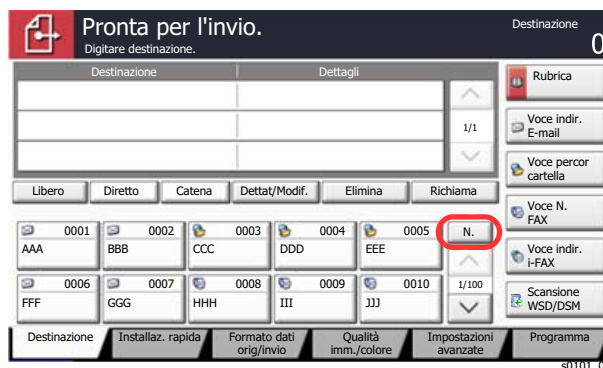 Pronta per l'invio.
Digitare destinazione.
Destinazione
0
Destinazione Dettagli
1/1
Rubrica
Voce indir.
E-mail
Voce percor
cartella
Voce N.
FAX
Voce indir.
i-FAX
Scansione
WSD/DSM
Libero Diretto Catena Dettat/Modif. Elimina Richiama
0001 0002 0003 0004 0005 N.
AAA BBB CCC DDD EEE
0006 0007 0008 0009 0010 1/100
FFF GGG HHH III JJJ
Destinazione Installaz. rapida Formato dati
orig/invio Qualità
imm./colore Impostazioni
avanzate Programma
s0101_0